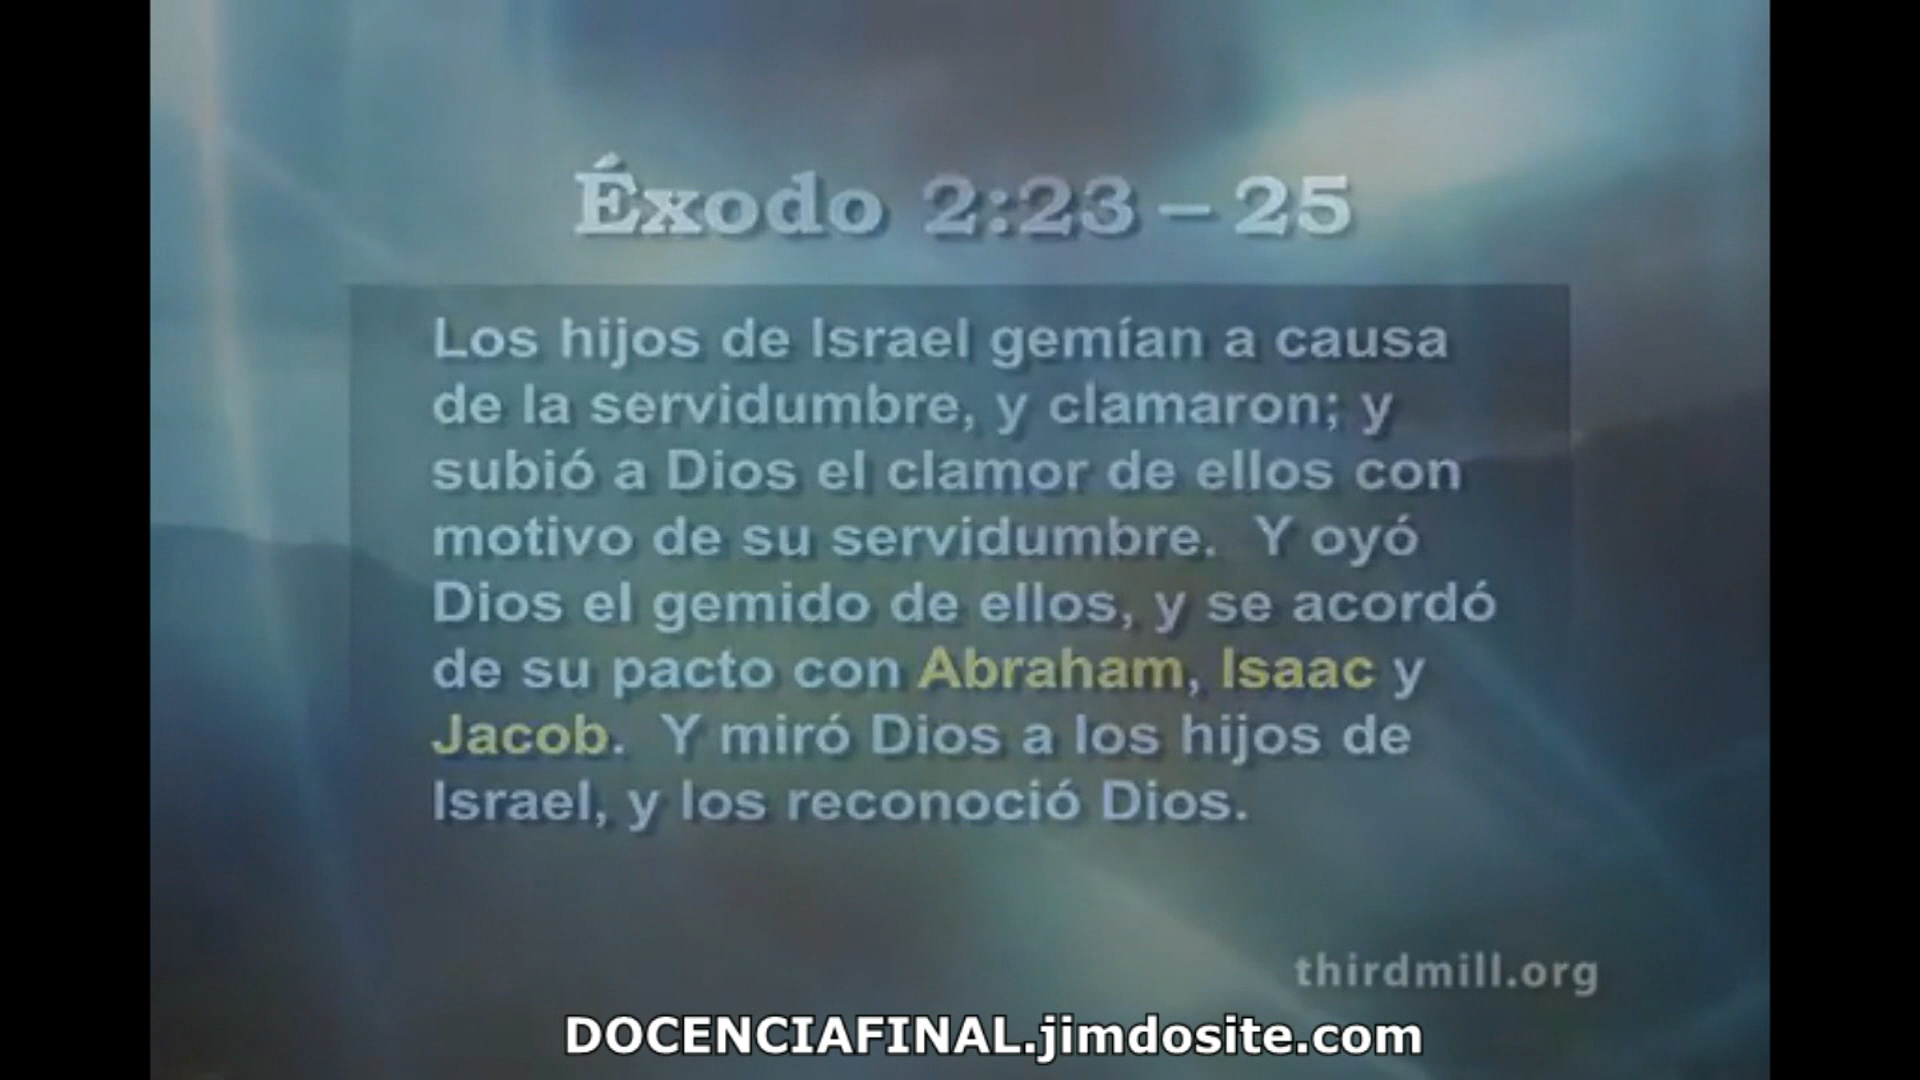 Éxodo 2:23 – 25
Los hijos de Israel gemían a causa
de la servidumbre, y clamaron; y
subió a Dios el clamor de ellos con
motivo de su servidumbre.  Y oyó
Dios el gemido de ellos, y se acordó
de su pacto con Abraham, Isaac y
Jacob.  Y miró Dios a los hijos de
Israel, y los reconoció Dios.
thirdmill.org
DOCENCIAFINAL.jimdosite.com